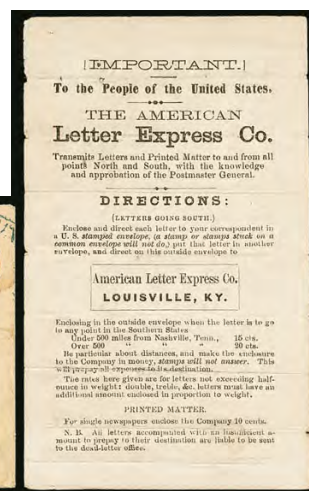 [IMPORTANT.]
To the People of the United States.
THE AMERICAN
Letter Express Co.
Transmits Letters and Printed Matter to and from all
points North and South, with the knowledge
and approbation of the Postmaster General.
DIRECTIONS:
(LETTERS GOING SOUTH.)
Enclose and direct each letter to your correspondent in
a U. S. stamped envelope, (a stamp or stamps stuck on a
common envelope will not do,) put that letter in another
envelope, and direct on this outside envelope to
American Letter Express Co.
LOUISVILLE, KY.
Enclosing in the outside envelope when the letter is to go
to any point in the Southern States
Under 500 miles from Nashville, Tenn., 15 cts.
Over 500 " " " 20 cts.
Be particular about distances, and make the enclosure
to the Company in money, stamps will not answer. This
will prepay all expenses to its destination.
The rates here given are for letters not exceeding half-
ounce in weight; double, treble, &c. letters must have an
additional amount enclosed in proportion to weight.
PRINTED MATTER.
For single newspapers enclose the Company 10 cents.
N. B. All letters accompanied with an insufficient a-
mount to prepay to their destination are liable to be sent
to the dead-letter office.